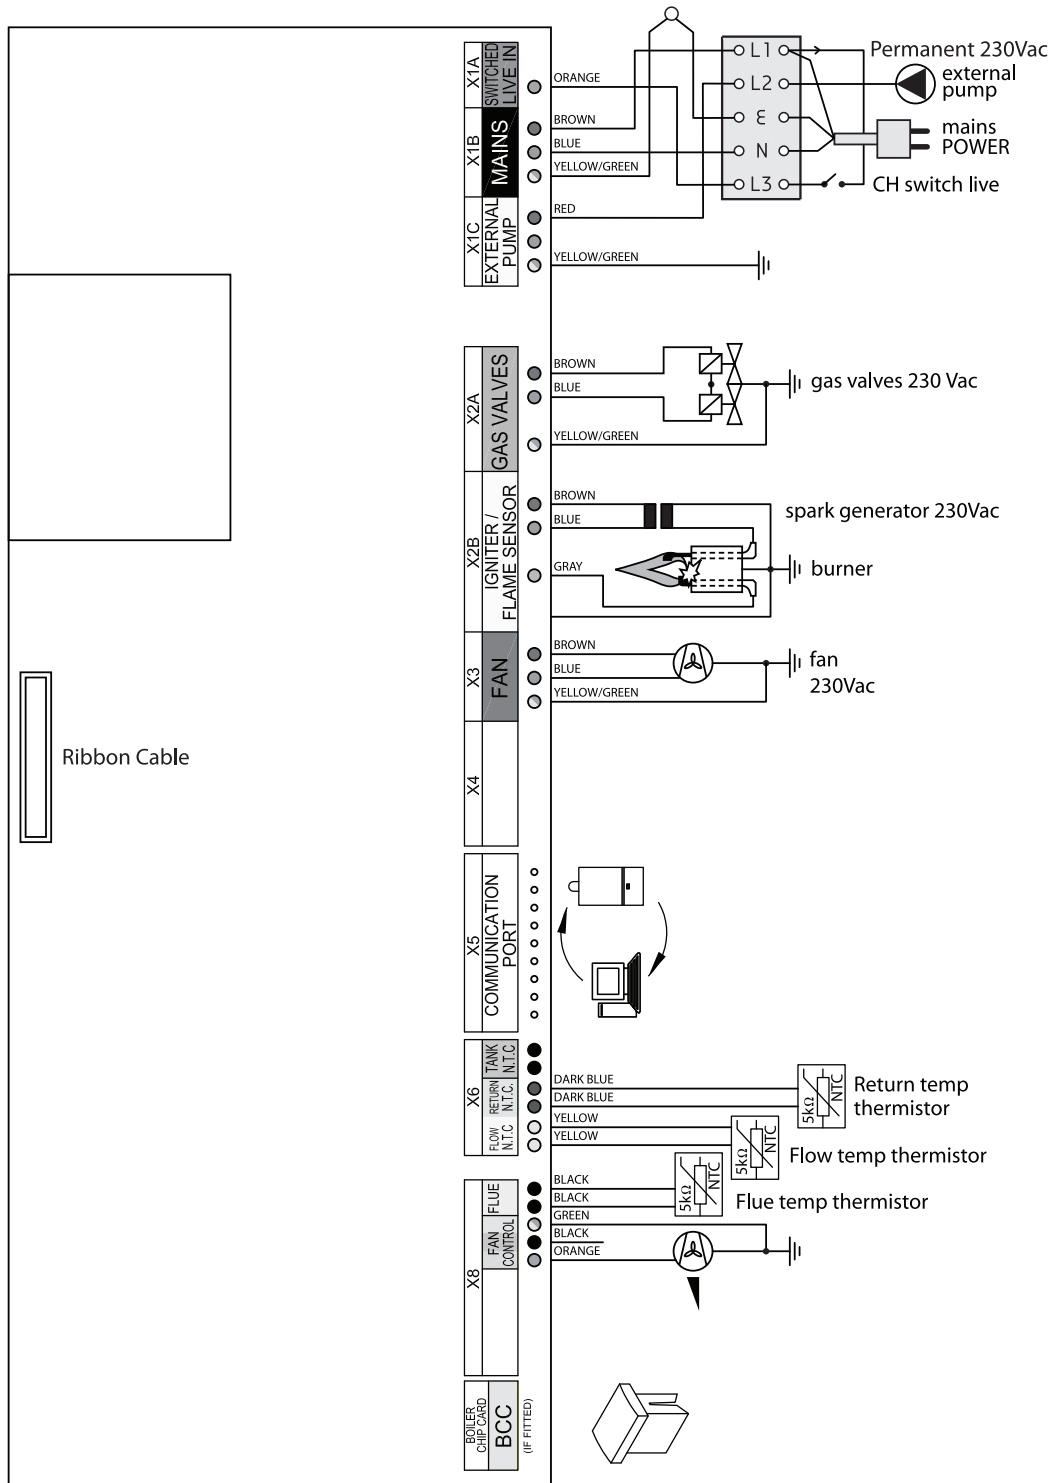 X1A
SWITCHED
LIVE IN
ORANGE
X1B
MAINS
BROWN
BLUE
YELLOW/GREEN
X1C
EXTERNAL
PUMP
RED
YELLOW/GREEN
L1
L2
E
N
L3
Permanent 230Vac
external
pump
mains
POWER
CH switch live
X2A
GAS VALVES
BROWN
BLUE
YELLOW/GREEN
gas valves 230 Vac
X2B
IGNITER /
FLAME SENSOR
BROWN
BLUE
GRAY
spark generator 230Vac
burner
X3
FAN
BROWN
BLUE
YELLOW/GREEN
fan
230Vac
Ribbon Cable
X4
X5
COMMUNICATION
PORT
X6
TANK
N.T.C
RETURN
N.T.C.
FLOW
N.T.C
DARK BLUE
DARK BLUE
YELLOW
YELLOW
5kΩ
NTC
Return temp
thermistor
5kΩ
NTC
Flow temp thermistor
5kΩ
NTC
Flue temp thermistor
X8
FLUE
FAN
CONTROL
BLACK
BLACK
GREEN
BLACK
ORANGE
BOILER
CHIP CARD
BCC
(IF FITTED)